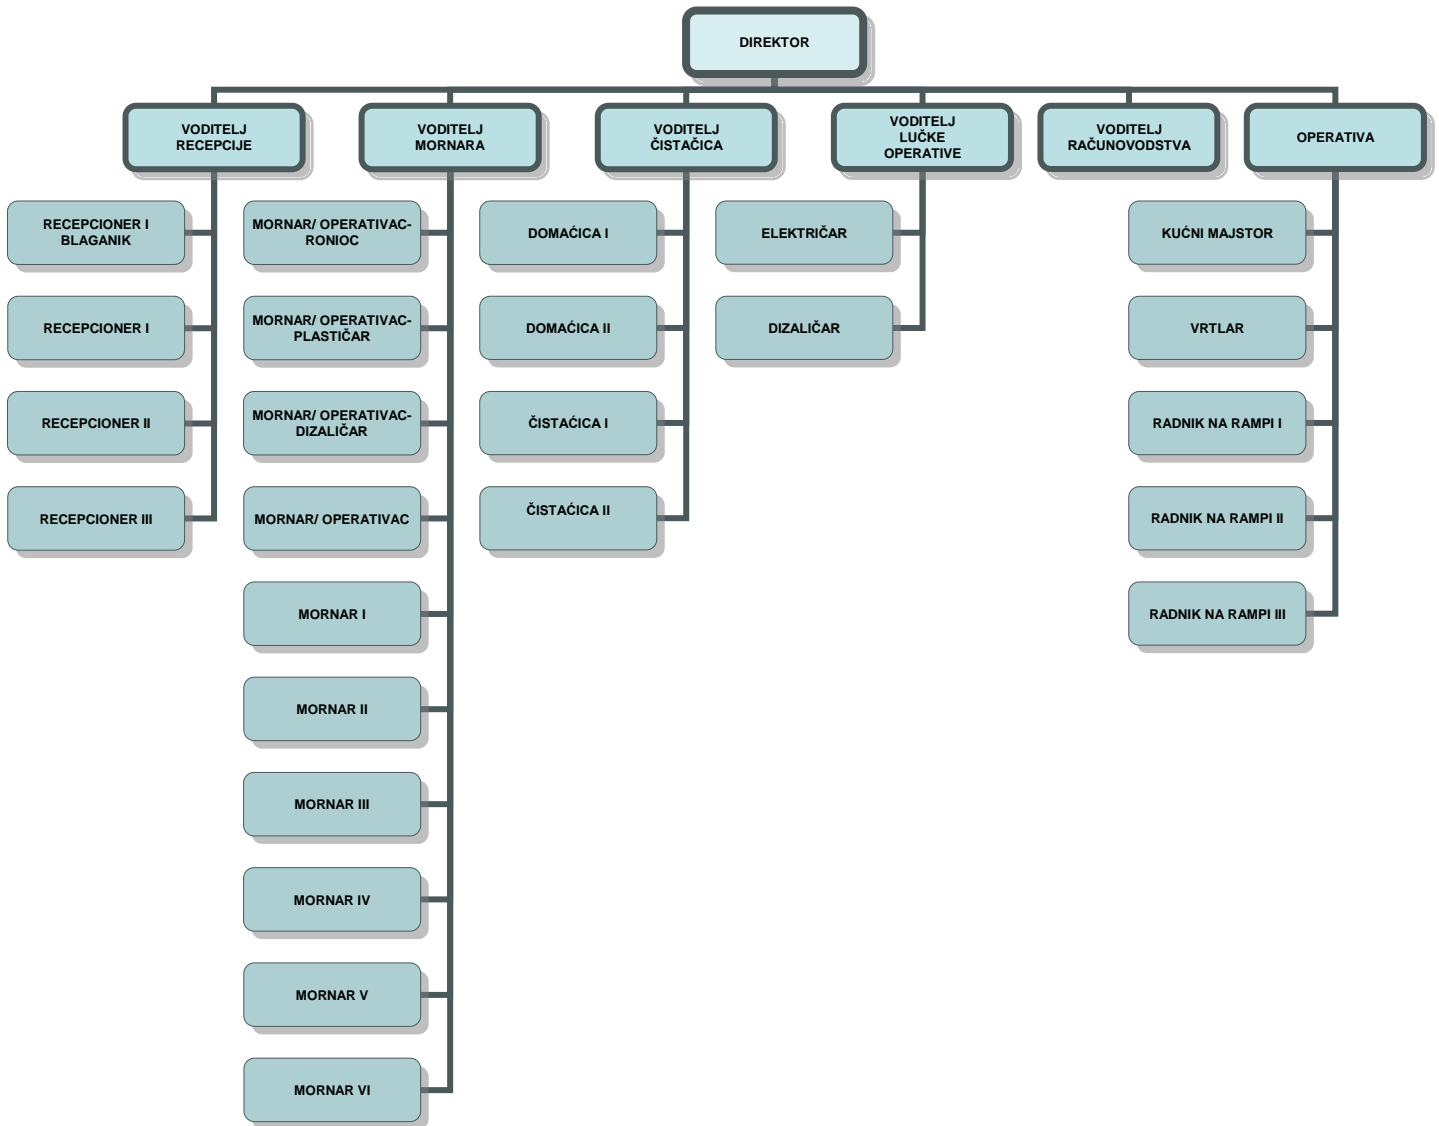 DIREKTOR
VODITELJ
RECEPCIJE
VODITELJ
MORNARA
VODITELJ
ČISTAČICA
VODITELJ
LUČKE
OPERATIVE
VODITELJ
RAČUNOVODSTVA
OPERATIVA
RECEPCIONER I
BLAGANIK
RECEPCIONER I
RECEPCIONER II
RECEPCIONER III
MORNAR/ OPERATIVAC-
RONIOC
MORNAR/ OPERATIVAC-
PLASTIČAR
MORNAR/ OPERATIVAC-
DIZALIČAR
MORNAR/ OPERATIVAC
MORNAR I
MORNAR II
MORNAR III
MORNAR IV
MORNAR V
MORNAR VI
DOMAĆICA I
DOMAĆICA II
ČISTAĆICA I
ČISTAĆICA II
ELEKTRIČAR
DIZALIČAR
KUĆNI MAJSTOR
VRTLAR
RADNIK NA RAMPI I
RADNIK NA RAMPI II
RADNIK NA RAMPI III